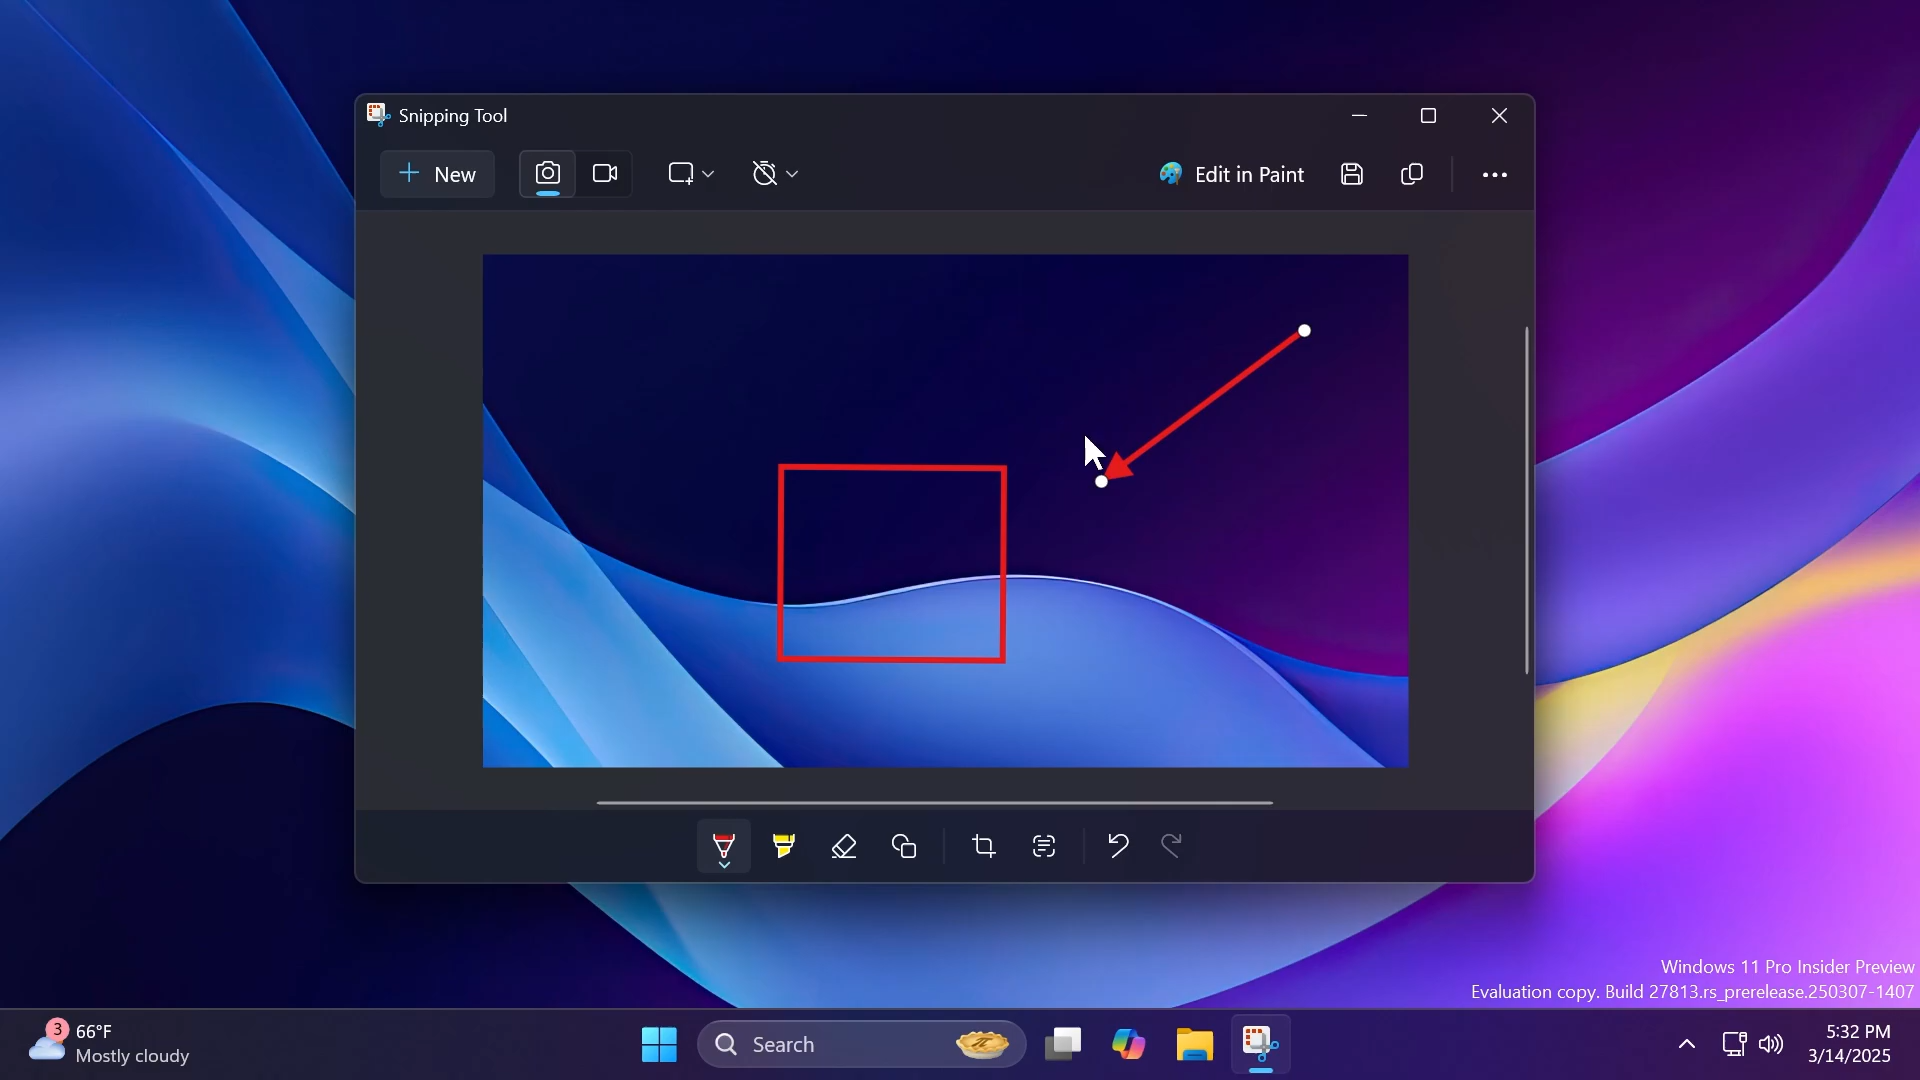 Snipping Tool
New
Edit in Paint
Windows 11 Pro Insider Preview
Evaluation copy. Build 27813.rs_prerelease.250307-1407
3
66°F
Mostly cloudy
Search
5:32 PM
3/14/2025